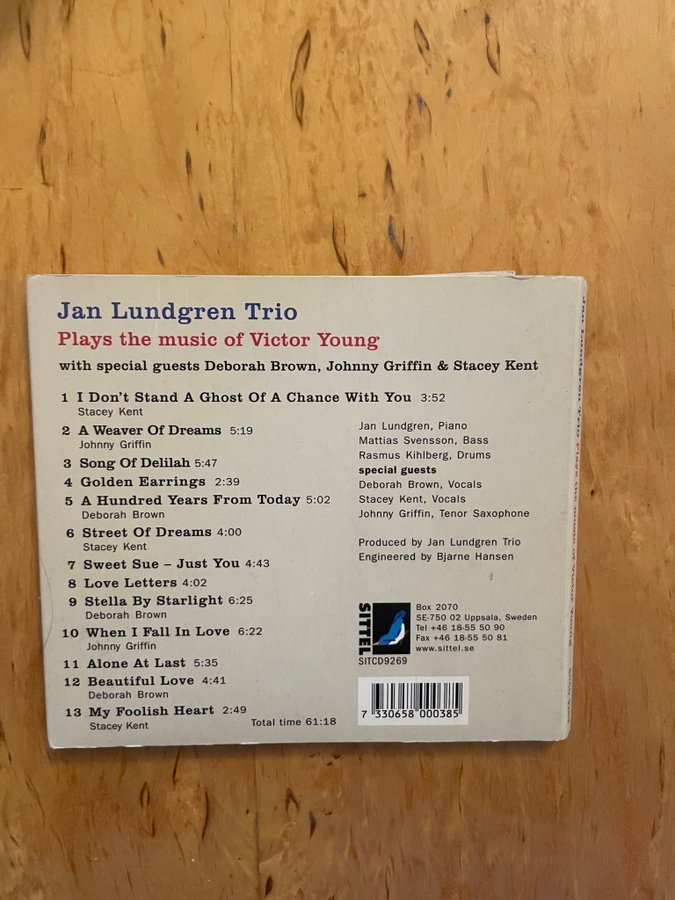 Jan Lundgren Trio
Plays the music of Victor Young
with special guests Deborah Brown, Johnny Griffin & Stacey Kent
1 I Don't Stand A Ghost Of A Chance With You 3:52
Stacey Kent
2 A Weaver Of Dreams 5:19
Johnny Griffin
3 Song Of Delilah 5:47
4 Golden Earrings 2:39
5 A Hundred Years From Today 5:02
Deborah Brown
6 Street Of Dreams 4:00
Stacey Kent
7 Sweet Sue – Just You 4:43
8 Love Letters 4:02
9 Stella By Starlight 6:25
Deborah Brown
10 When I Fall In Love 6:22
Johnny Griffin
11 Alone At Last 5:35
12 Beautiful Love 4:41
Deborah Brown
13 My Foolish Heart 2:49
Stacey Kent
Total time 61:18
Jan Lundgren, Piano
Mattias Svensson, Bass
Rasmus Kihlberg, Drums
special guests
Deborah Brown, Vocals
Stacey Kent, Vocals
Johnny Griffin, Tenor Saxophone
Produced by Jan Lundgren Trio
Engineered by Bjarne Hansen
SITTEL
Box 2070
SE-750 02 Uppsala, Sweden
Tel +46 18-55 50 90
Fax +46 18-55 50 81
www.sittel.se
SITCD9269
7 330658 000385
Jan Lundgren Trio Plays the music of Victor Young